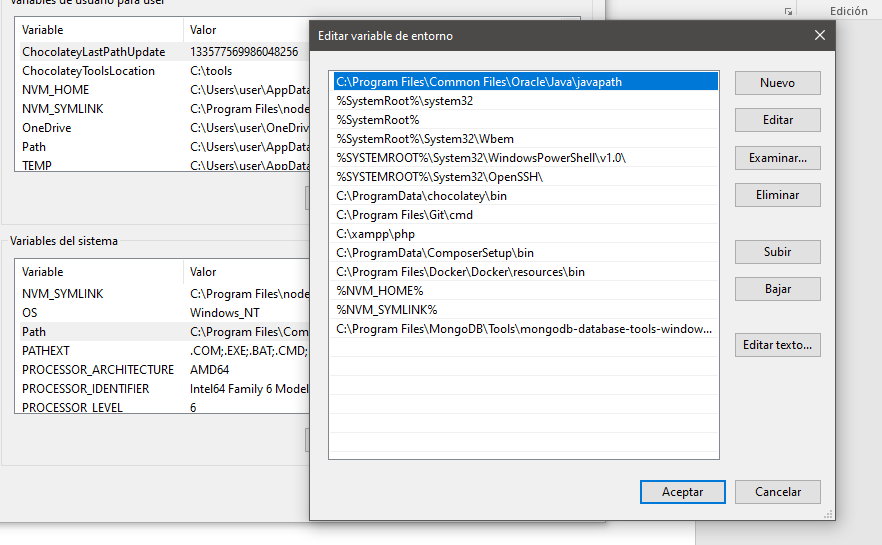 Variables de usuario para user
Variable Valor
ChocolateyLastPathUpdate 133577569986048256
ChocolateyToolsLocation C:\tools
NVM_HOME C:\Users\user\AppData
NVM_SYMLINK C:\Program Files\node
OneDrive C:\Users\user\OneDriv
Path C:\Users\user\AppData
TEMP C:\Users\user\AppData
Variables del sistema
Variable Valor
NVM_SYMLINK C:\Program Files\node
OS Windows_NT
Path C:\Program Files\Com
PATHEXT .COM;.EXE;.BAT;.CMD;
PROCESSOR_ARCHITECTURE AMD64
PROCESSOR_IDENTIFIER Intel64 Family 6 Model
PROCESSOR_LEVEL 6
Editar variable de entorno
C:\Program Files\Common Files\Oracle\Java\javapath
%SystemRoot%\system32
%SystemRoot%
%SystemRoot%\System32\Wbem
%SYSTEMROOT%\System32\WindowsPowerShell\v1.0\
%SYSTEMROOT%\System32\OpenSSH\
C:\ProgramData\chocolatey\bin
C:\Program Files\Git\cmd
C:\xampp\php
C:\ProgramData\ComposerSetup\bin
C:\Program Files\Docker\Docker\resources\bin
%NVM_HOME%
%NVM_SYMLINK%
C:\Program Files\MongoDB\Tools\mongodb-database-tools-window...
Nuevo
Editar
Examinar...
Eliminar
Subir
Bajar
Editar texto...
Aceptar
Cancelar
Edición